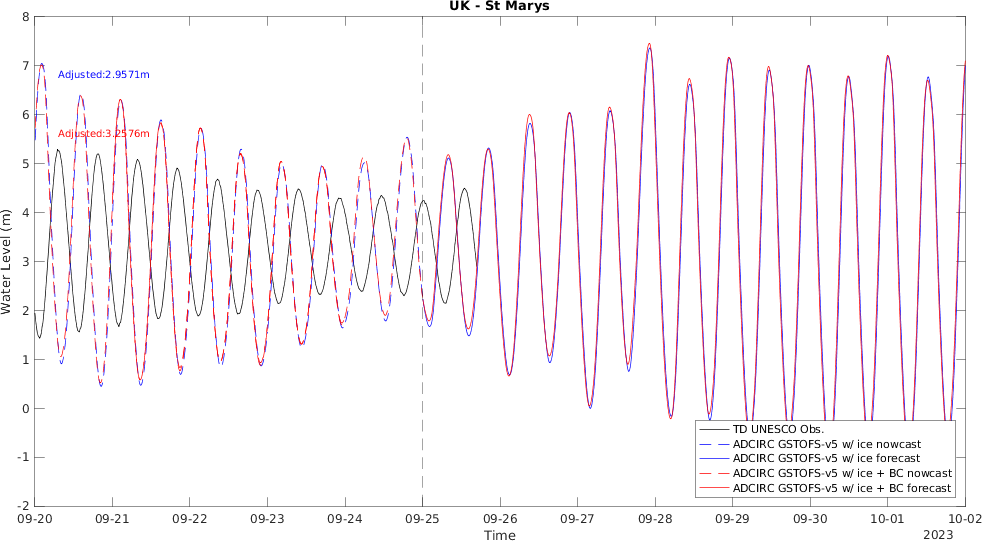 UK - St Marys
8
7
6
5
4
3
2
1
0
-1
-2
Water Level (m)
Adjusted:2.9571m
Adjusted:3.2576m
TD UNESCO Obs.
ADCIRC GSTOFS-v5 w/ ice nowcast
ADCIRC GSTOFS-v5 w/ ice forecast
ADCIRC GSTOFS-v5 w/ ice + BC nowcast
ADCIRC GSTOFS-v5 w/ ice + BC forecast
09-20 09-21 09-22 09-23 09-24 09-25 09-26 09-27 09-28 09-29 09-30 10-01 10-02
Time
2023